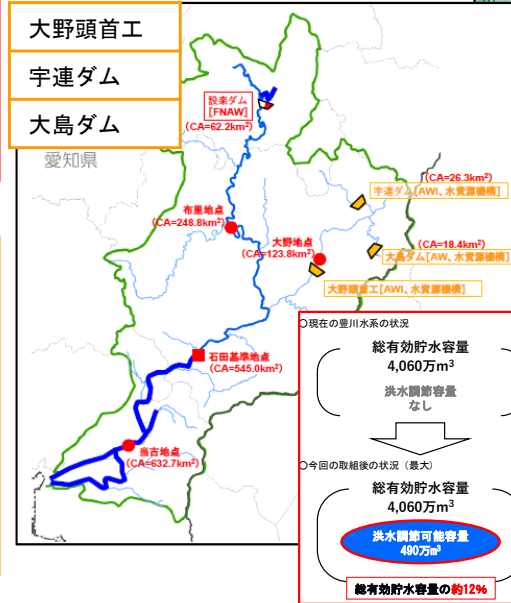 大野頭首工
宇連ダム
大島ダム
愛知県
設楽ダム
[FNAW]
(CA=62.2km²)
(CA=26.3km²)
宇連ダム[AWI、水資源機構]
布里地点
(CA=248.8km²)
大野地点
(CA=123.8km²)
(CA=18.4km²)
大島ダム[AW、水資源機構]
大野頭首工[AWI、水資源機構]
石田基準地点
(CA=545.0km²)
当古地点
(CA=632.7km²)
○現在の豊川水系の状況
総有効貯水容量
4,060万m³
洪水調節容量
なし
○今回の取組後の状況（最大）
総有効貯水容量
4,060万m³
洪水調節可能容量
490万m³
総有効貯水容量の約12%